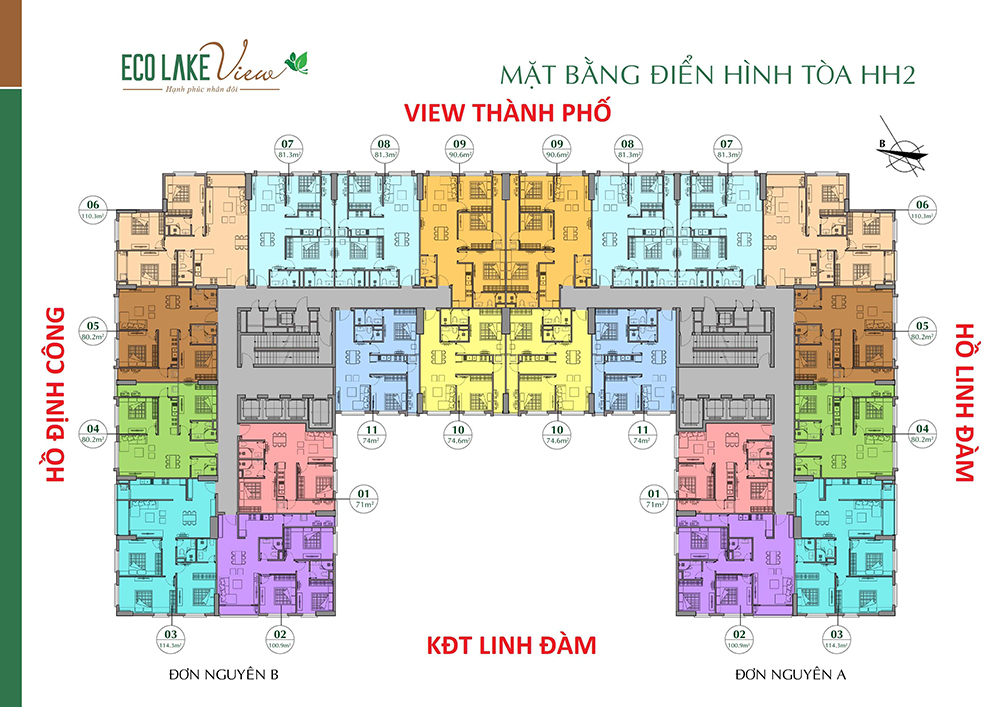 ECO LAKE View
Hạnh phúc nhân đôi
MẶT BẰNG ĐIỂN HÌNH TÒA HH2
VIEW THÀNH PHỐ
B
07
81.3m²
08
81.3m²
09
90.6m²
09
90.6m²
08
81.3m²
07
81.3m²
06
110.3m²
06
110.3m²
HỒ ĐỊNH CÔNG
05
80.2m²
05
80.2m²
HỒ LINH ĐÀM
04
80.2m²
11
74m²
10
74.6m²
10
74.6m²
11
74m²
04
80.2m²
01
71m²
01
71m²
03
114.3m²
02
100.9m²
KĐT LINH ĐÀM
02
100.9m²
03
114.3m²
ĐƠN NGUYÊN B
ĐƠN NGUYÊN A